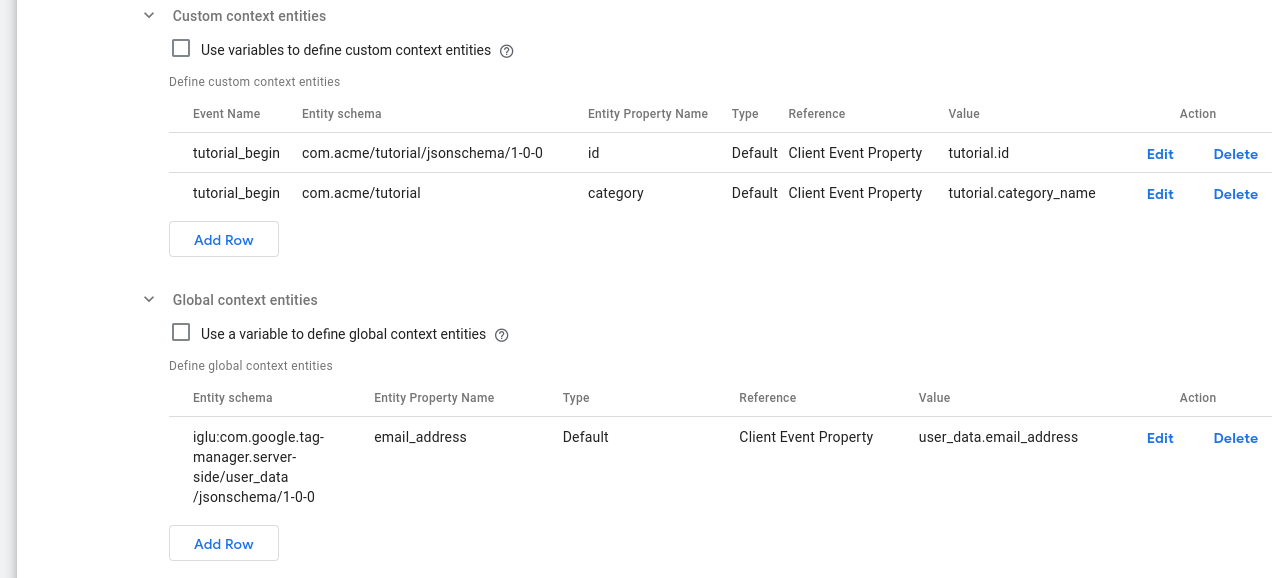 Custom context entities
Use variables to define custom context entities
Define custom context entities
Event Name Entity schema Entity Property Name Type Reference Value Action
tutorial_begin com.acme/tutorial/jsonschema/1-0-0 id Default Client Event Property tutorial.id Edit Delete
tutorial_begin com.acme/tutorial category Default Client Event Property tutorial.category_name Edit Delete
Add Row
Global context entities
Use a variable to define global context entities
Define global context entities
Entity schema Entity Property Name Type Reference Value Action
iglu:com.google.tag- email_address Default Client Event Property user_data.email_address Edit Delete
manager.server-
side/user_data
/jsonschema/1-0-0
Add Row